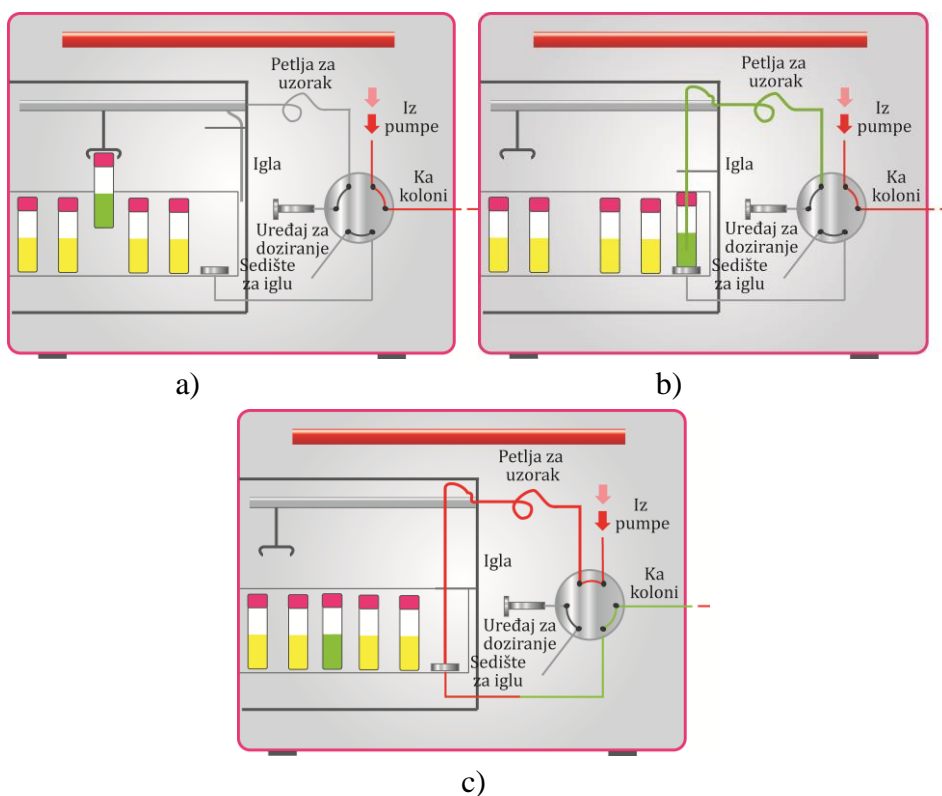 Petlja za
uzorak
Iz
pumpe
Igla
Ka
koloni
Uređaj za
doziranje
Sedište
za iglu
a)
Petlja za
uzorak
Iz
pumpe
Igla
Ka
koloni
Uređaj za
doziranje
Sedište
za iglu
b)
Petlja za
uzorak
Iz
pumpe
Igla
Ka
koloni
Uređaj za
doziranje
Sedište
za iglu
c)